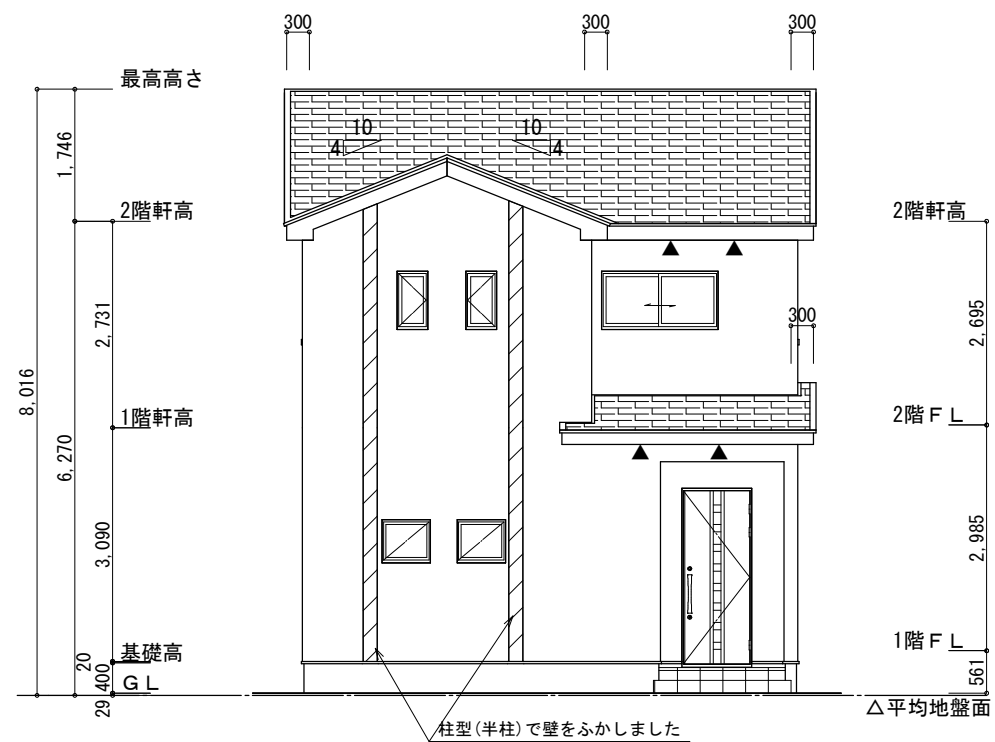 300
300
300
最高高さ
10
4
10
4
1,746
2階軒高
2階軒高
2,731
2,695
300
8,016
1階軒高
2階ＦＬ
6,270
3,090
2,985
基礎高
1階ＦＬ
20
400
ＧＬ
561
29
△平均地盤面
柱型(半柱)で壁をふかしました